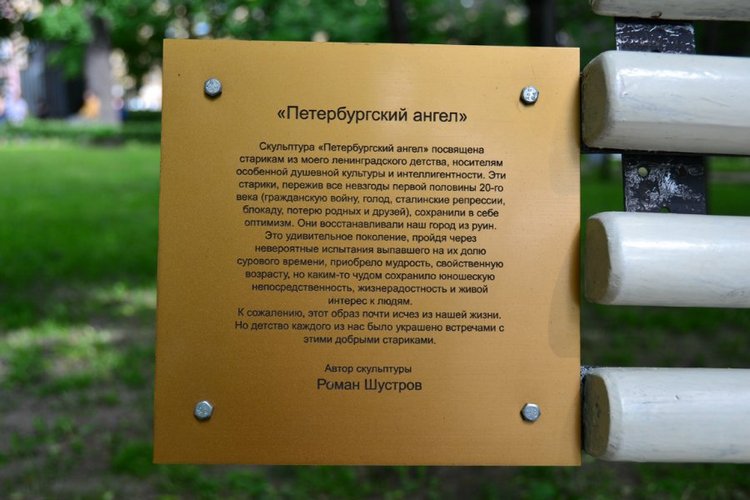 «Петербургский ангел»
Скульптура «Петербургский ангел» посвящена
старикам из моего ленинградского детства, носителям
особенной душевной культуры и интеллигентности. Эти
старики, пережив все невзгоды первой половины 20-го
века (гражданскую войну, голод, сталинские репрессии,
блокаду, потерю родных и друзей), сохранили в себе
оптимизм. Они восстанавливали наш город из руин.
Это удивительное поколение, пройдя через
невероятные испытания выпавшего на их долю
сурового времени, приобрело мудрость, свойственную
возрасту, но каким-то чудом сохранило юношескую
непосредственность, жизнерадостность и живой
интерес к людям.
К сожалению, этот образ почти исчез из нашей жизни.
Но детство каждого из нас было украшено встречами с
этими добрыми стариками.
Автор скульптуры
Роман Шустров